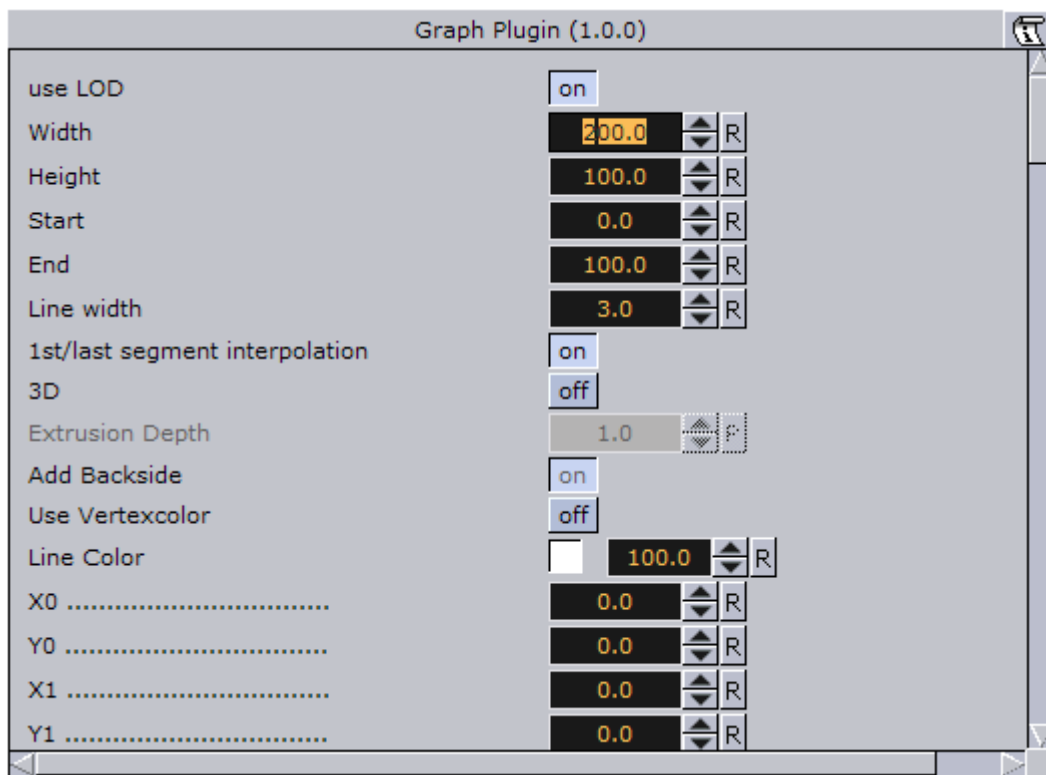 Graph Plugin (1.0.0)
use LOD on
Width 200.0 R
Height 100.0 R
Start 0.0 R
End 100.0 R
Line width 3.0 R
1st/last segment interpolation on
3D off
Extrusion Depth 1.0
Add Backside on
Use Vertexcolor off
Line Color 100.0 R
X0 ................................. 0.0 R
Y0 ................................. 0.0 R
X1 ................................. 0.0 R
Y1 ................................. 0.0 R